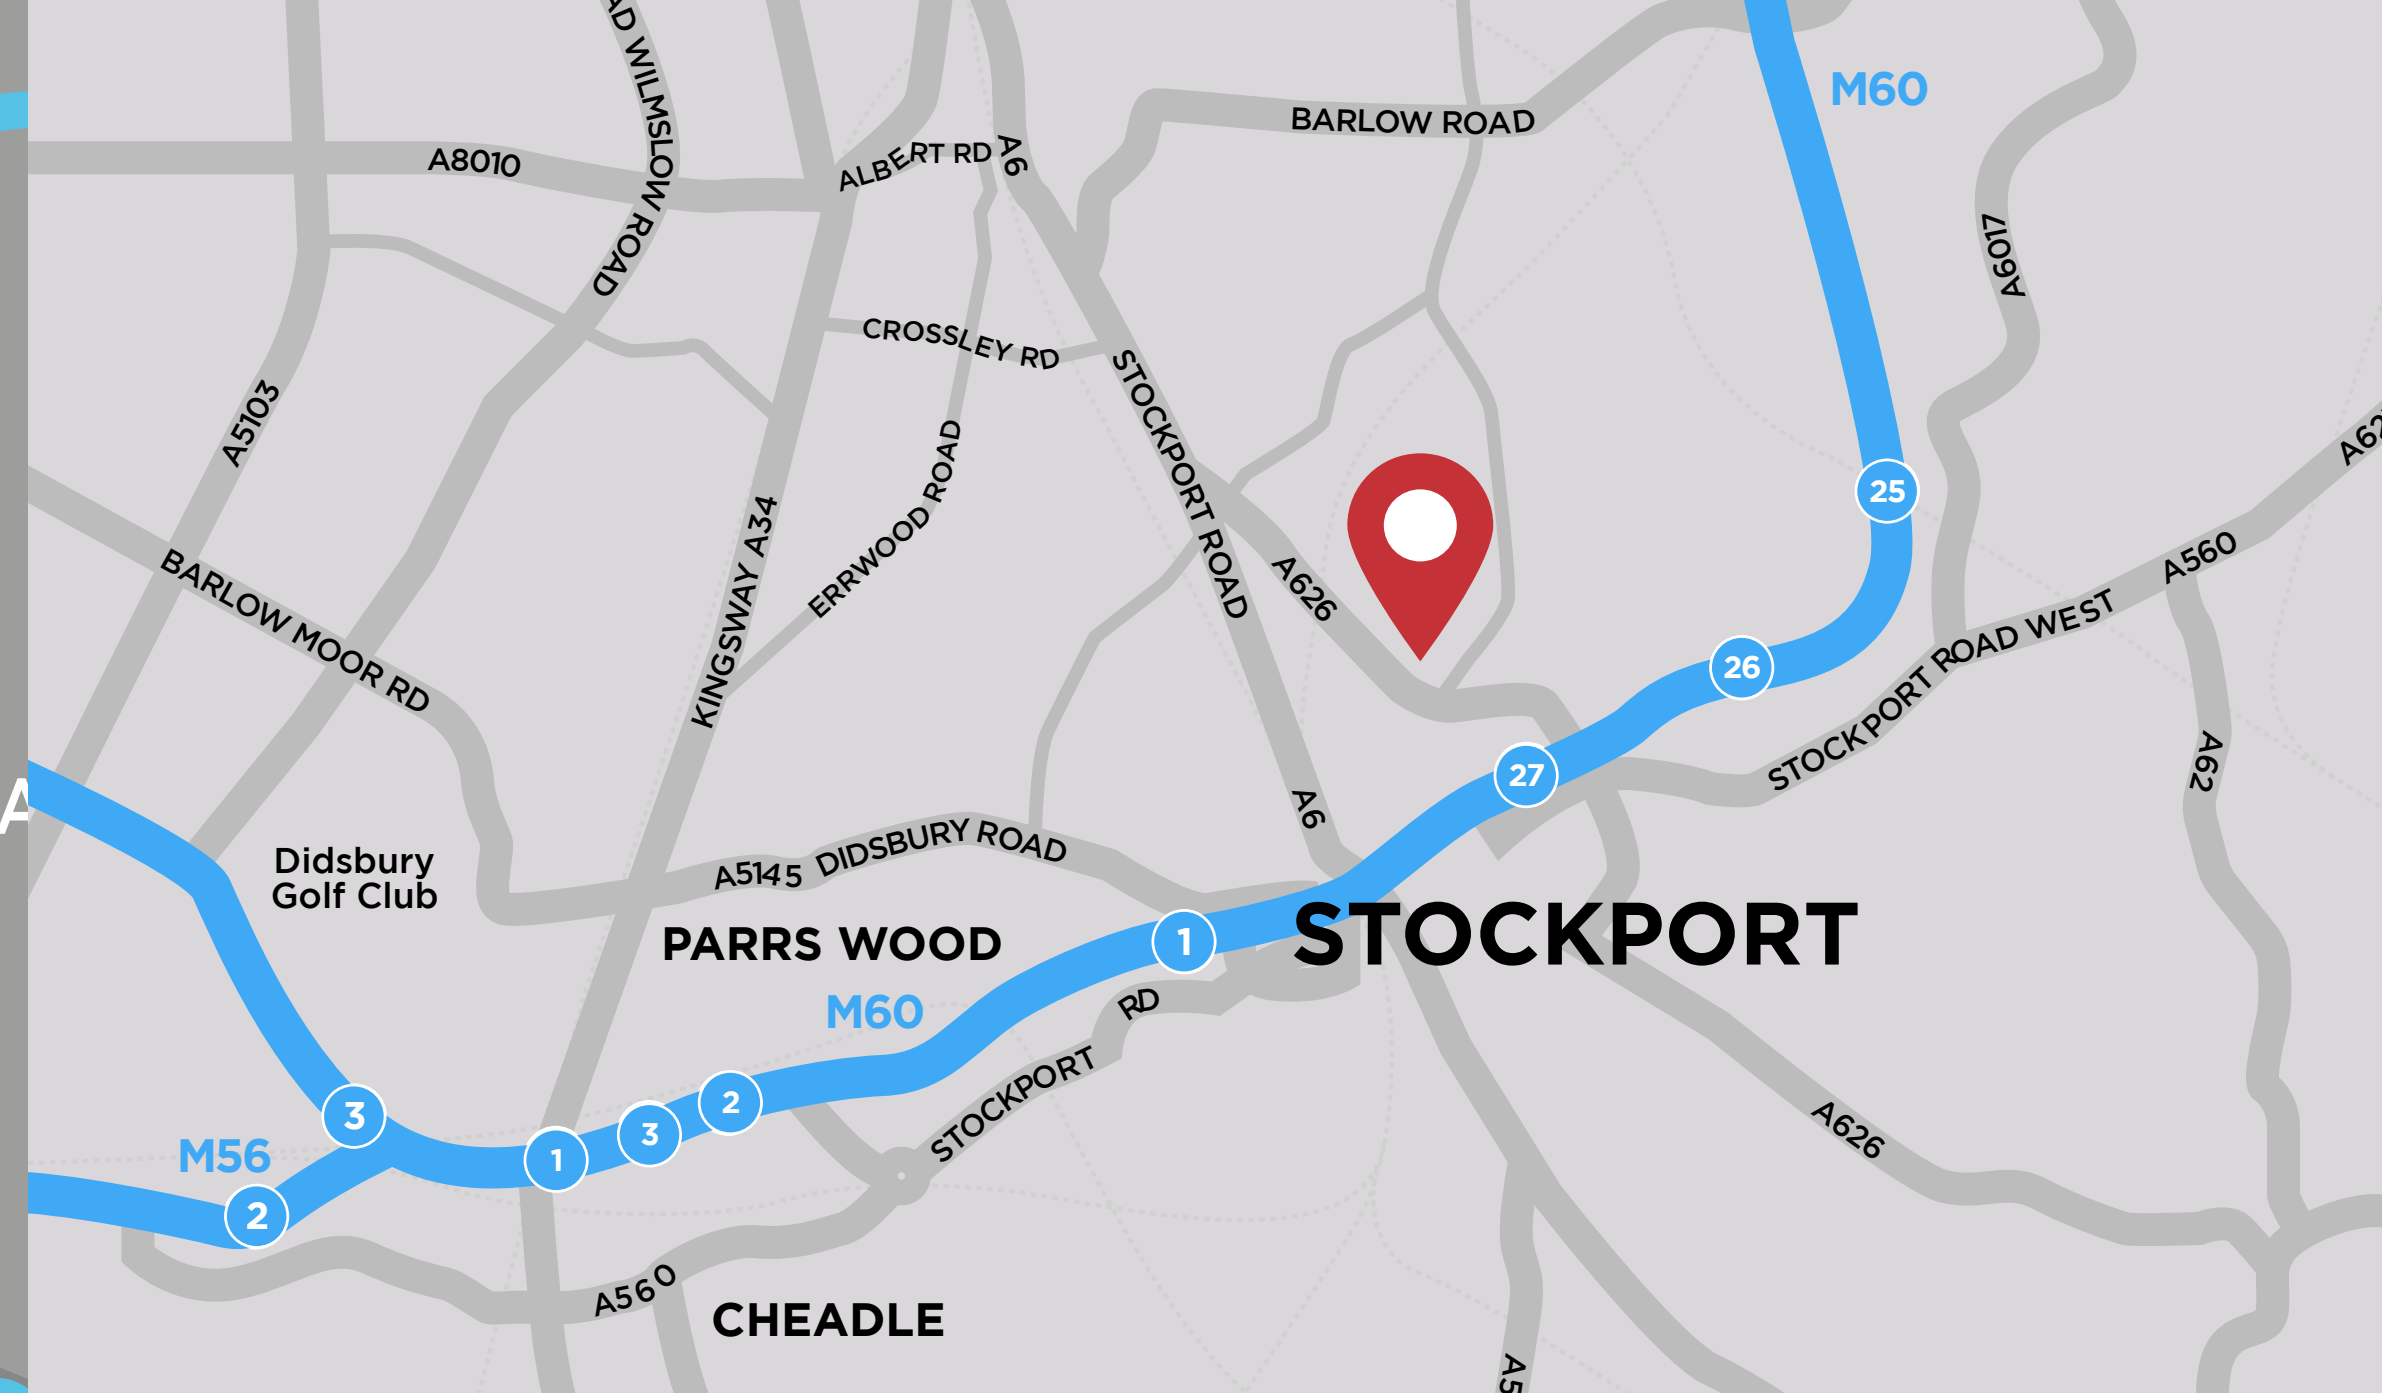 AD WILMSLOW ROAD
M60
BARLOW ROAD
A6
ALBERT RD
A8010
A6017
CROSSLEY RD
STOCKPORT ROAD
A5103
ERRWOOD ROAD
KINGSWAY A34
25
A560
A626
BARLOW MOOR RD
STOCKPORT ROAD WEST
26
A62
27
A6
A
A5145
DIDSBURY ROAD
Didsbury
Golf Club
PARRS WOOD
STOCKPORT
1
M60
STOCKPORT RD
3
2
3
1
M56
2
A626
A560
CHEADLE
A5